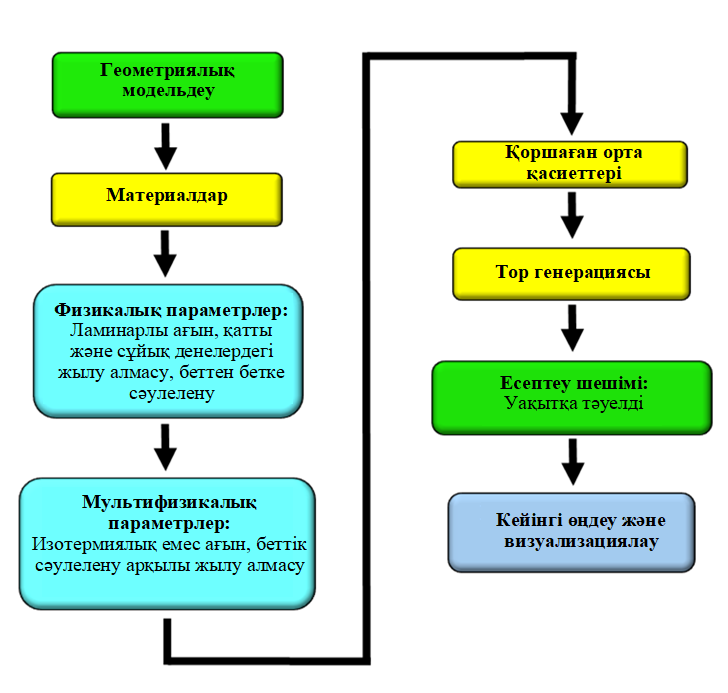 Геометриялық
модельдеу
Материалдар
Физикалық параметрлер:
Ламинарлы ағын, қатты
және сұйық денелердегі
жылу алмасу, беттен бетке
сәулелену
Мультифизикалық
параметрлер:
Изотермиялық емес ағын, беттік
сәулелену арқылы жылу алмасу
Қоршаған орта
қасиеттері
Тор генерациясы
Есептеу шешімі:
Уақытқа тәуелді
Кейінгі өңдеу және
визуализациялау